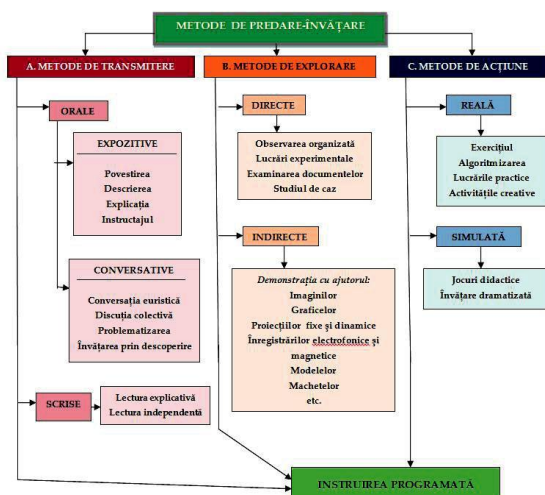 METODE DE PREDARE-ÎNVĂȚARE
A. METODE DE TRANSMITERE
ORALE
EXPOZITIVE
Povestirea
Descrierea
Explicația
Instructajul
CONVERSATIVE
Conversația euristică
Discuția colectivă
Problematizarea
Învățarea prin descoperire
SCRISE
Lectura explicativă
Lectura independentă
B. METODE DE EXPLORARE
DIRECTE
Observarea organizată
Lucrări experimentale
Examinarea documentelor
Studiul de caz
INDIRECTE
Demonstrația cu ajutorul:
Imaginilor
Graficelor
Proiecțiilor fixe și dinamice
Înregistrărilor electrofonice și
magnetice
Modelelor
Machetelor
etc.
C. METODE DE ACȚIUNE
REALĂ
Exercițiul
Algoritmizarea
Lucrările practice
Activitățile creative
SIMULATĂ
Jocuri didactice
Învățare dramatizată
INSTRUIREA PROGRAMATĂ